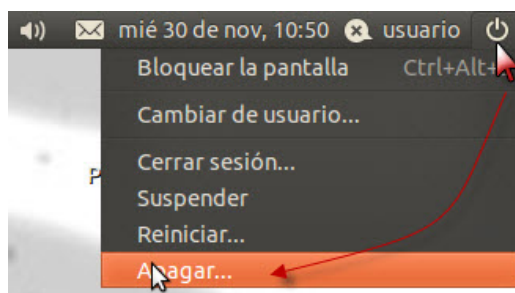 mié 30 de nov, 10:50 usuario
Bloquear la pantalla Ctrl+Alt+
Cambiar de usuario...
P
Cerrar sesión...
Suspender
Reiniciar...
Apagar...